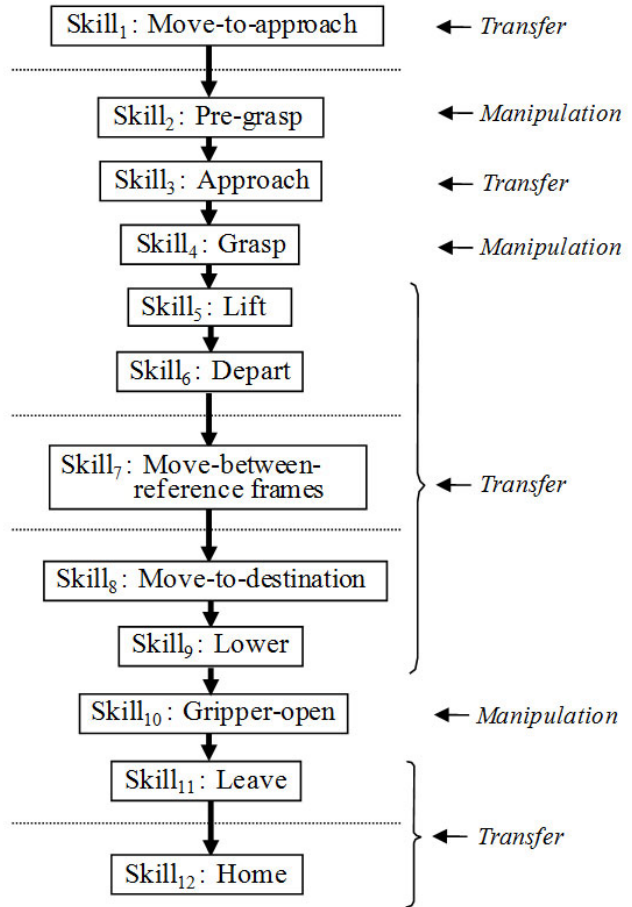 Skill₁: Move-to-approach
Transfer
Skill₂: Pre-grasp
Manipulation
Skill₃: Approach
Transfer
Skill₄: Grasp
Manipulation
Skill₅: Lift
Skill₆: Depart
Skill₇: Move-between-
reference frames
Transfer
Skill₈: Move-to-destination
Skill₉: Lower
Skill₁₀: Gripper-open
Manipulation
Skill₁₁: Leave
Transfer
Skill₁₂: Home